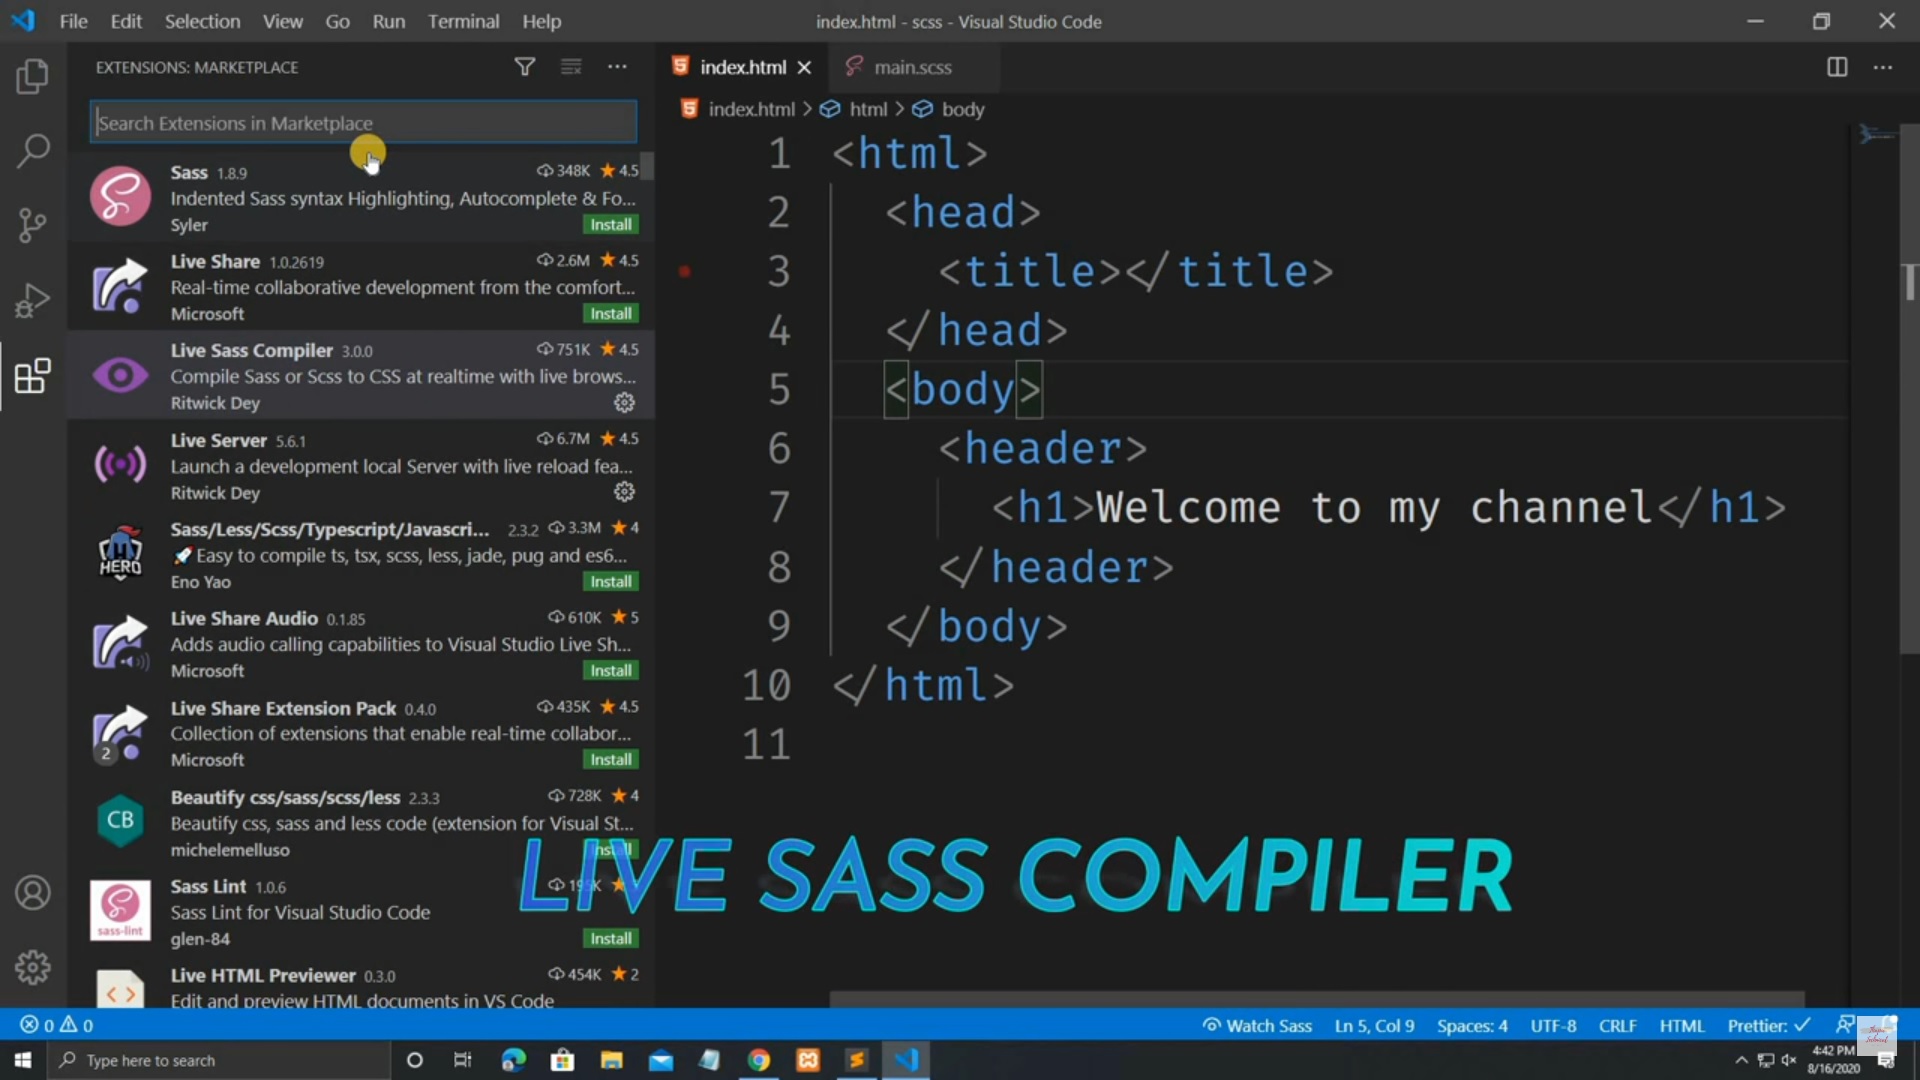 File Edit Selection View Go Run Terminal Help
index.html - scss - Visual Studio Code
EXTENSIONS: MARKETPLACE
Search Extensions in Marketplace
Sass 1.8.9 348K 4.5
Indented Sass syntax Highlighting, Autocomplete & Fo...
Syler Install
Live Share 1.0.2619 2.6M 4.5
Real-time collaborative development from the comfort...
Microsoft Install
Live Sass Compiler 3.0.0 751K 4.5
Compile Sass or Scss to CSS at realtime with live brows...
Ritwick Dey
Live Server 5.6.1 6.7M 4.5
Launch a development local Server with live reload fea...
Ritwick Dey
HERO
Sass/Less/Scss/Typescript/Javascri... 2.3.2 3.3M 4
Easy to compile ts, tsx, scss, less, jade, pug and es6...
Eno Yao Install
Live Share Audio 0.1.85 610K 5
Adds audio calling capabilities to Visual Studio Live Sh...
Microsoft Install
Live Share Extension Pack 0.4.0 435K 4.5
Collection of extensions that enable real-time collabor...
2
Microsoft Install
Beautify css/sass/scss/less 2.3.3 728K 4
CB
Beautify css, sass and less code (extension for Visual St...
michelemelluso Install
Sass Lint 1.0.6 195K
Sass Lint for Visual Studio Code
sass-lint
glen-84 Install
Live HTML Previewer 0.3.0 454K 2
Edit and preview HTML documents in VS Code
index.html main.scss
index.html > html > body
1 <html>
2 <head>
3 <title></title>
4 </head>
5 <body>
6 <header>
7 <h1>Welcome to my channel</h1>
8 </header>
9 </body>
10 </html>
11
LIVE SASS COMPILER
0 0
Watch Sass Ln 5, Col 9 Spaces: 4 UTF-8 CRLF HTML Prettier: ✓
Type here to search
4:42 PM
8/16/2020